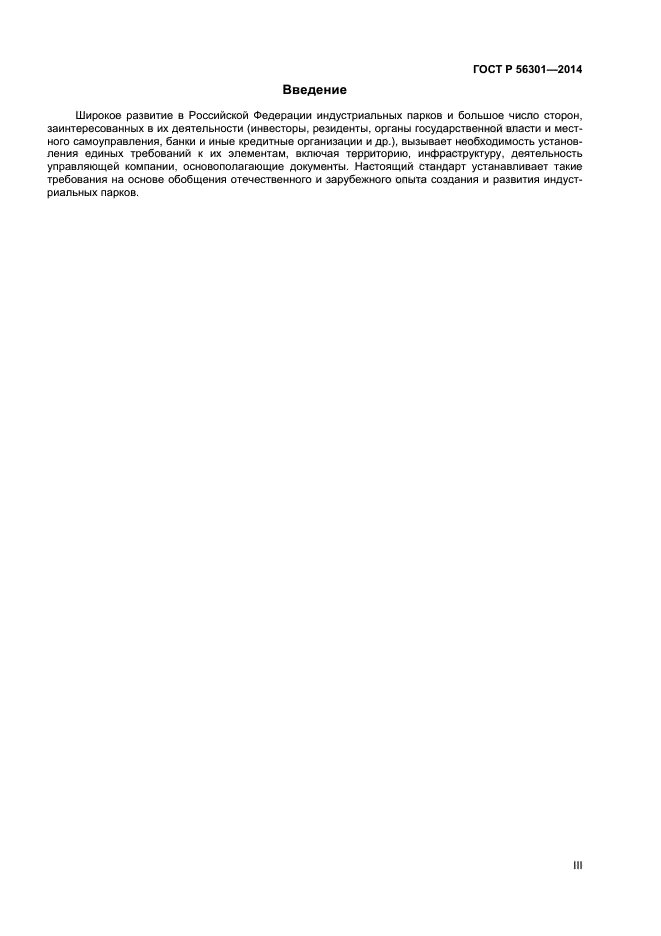 ГОСТ Р 56301—2014
Введение
Широкое развитие в Российской Федерации индустриальных парков и большое число сторон,
заинтересованных в их деятельности (инвесторы, резиденты, органы государственной власти и мест-
ного самоуправления, банки и иные кредитные организации и др.), вызывает необходимость установ-
ления единых требований к их элементам, включая территорию, инфраструктуру, деятельность
управляющей компании, основополагающие документы. Настоящий стандарт устанавливает такие
требования на основе обобщения отечественного и зарубежного опыта создания и развития индуст-
риальных парков.
III